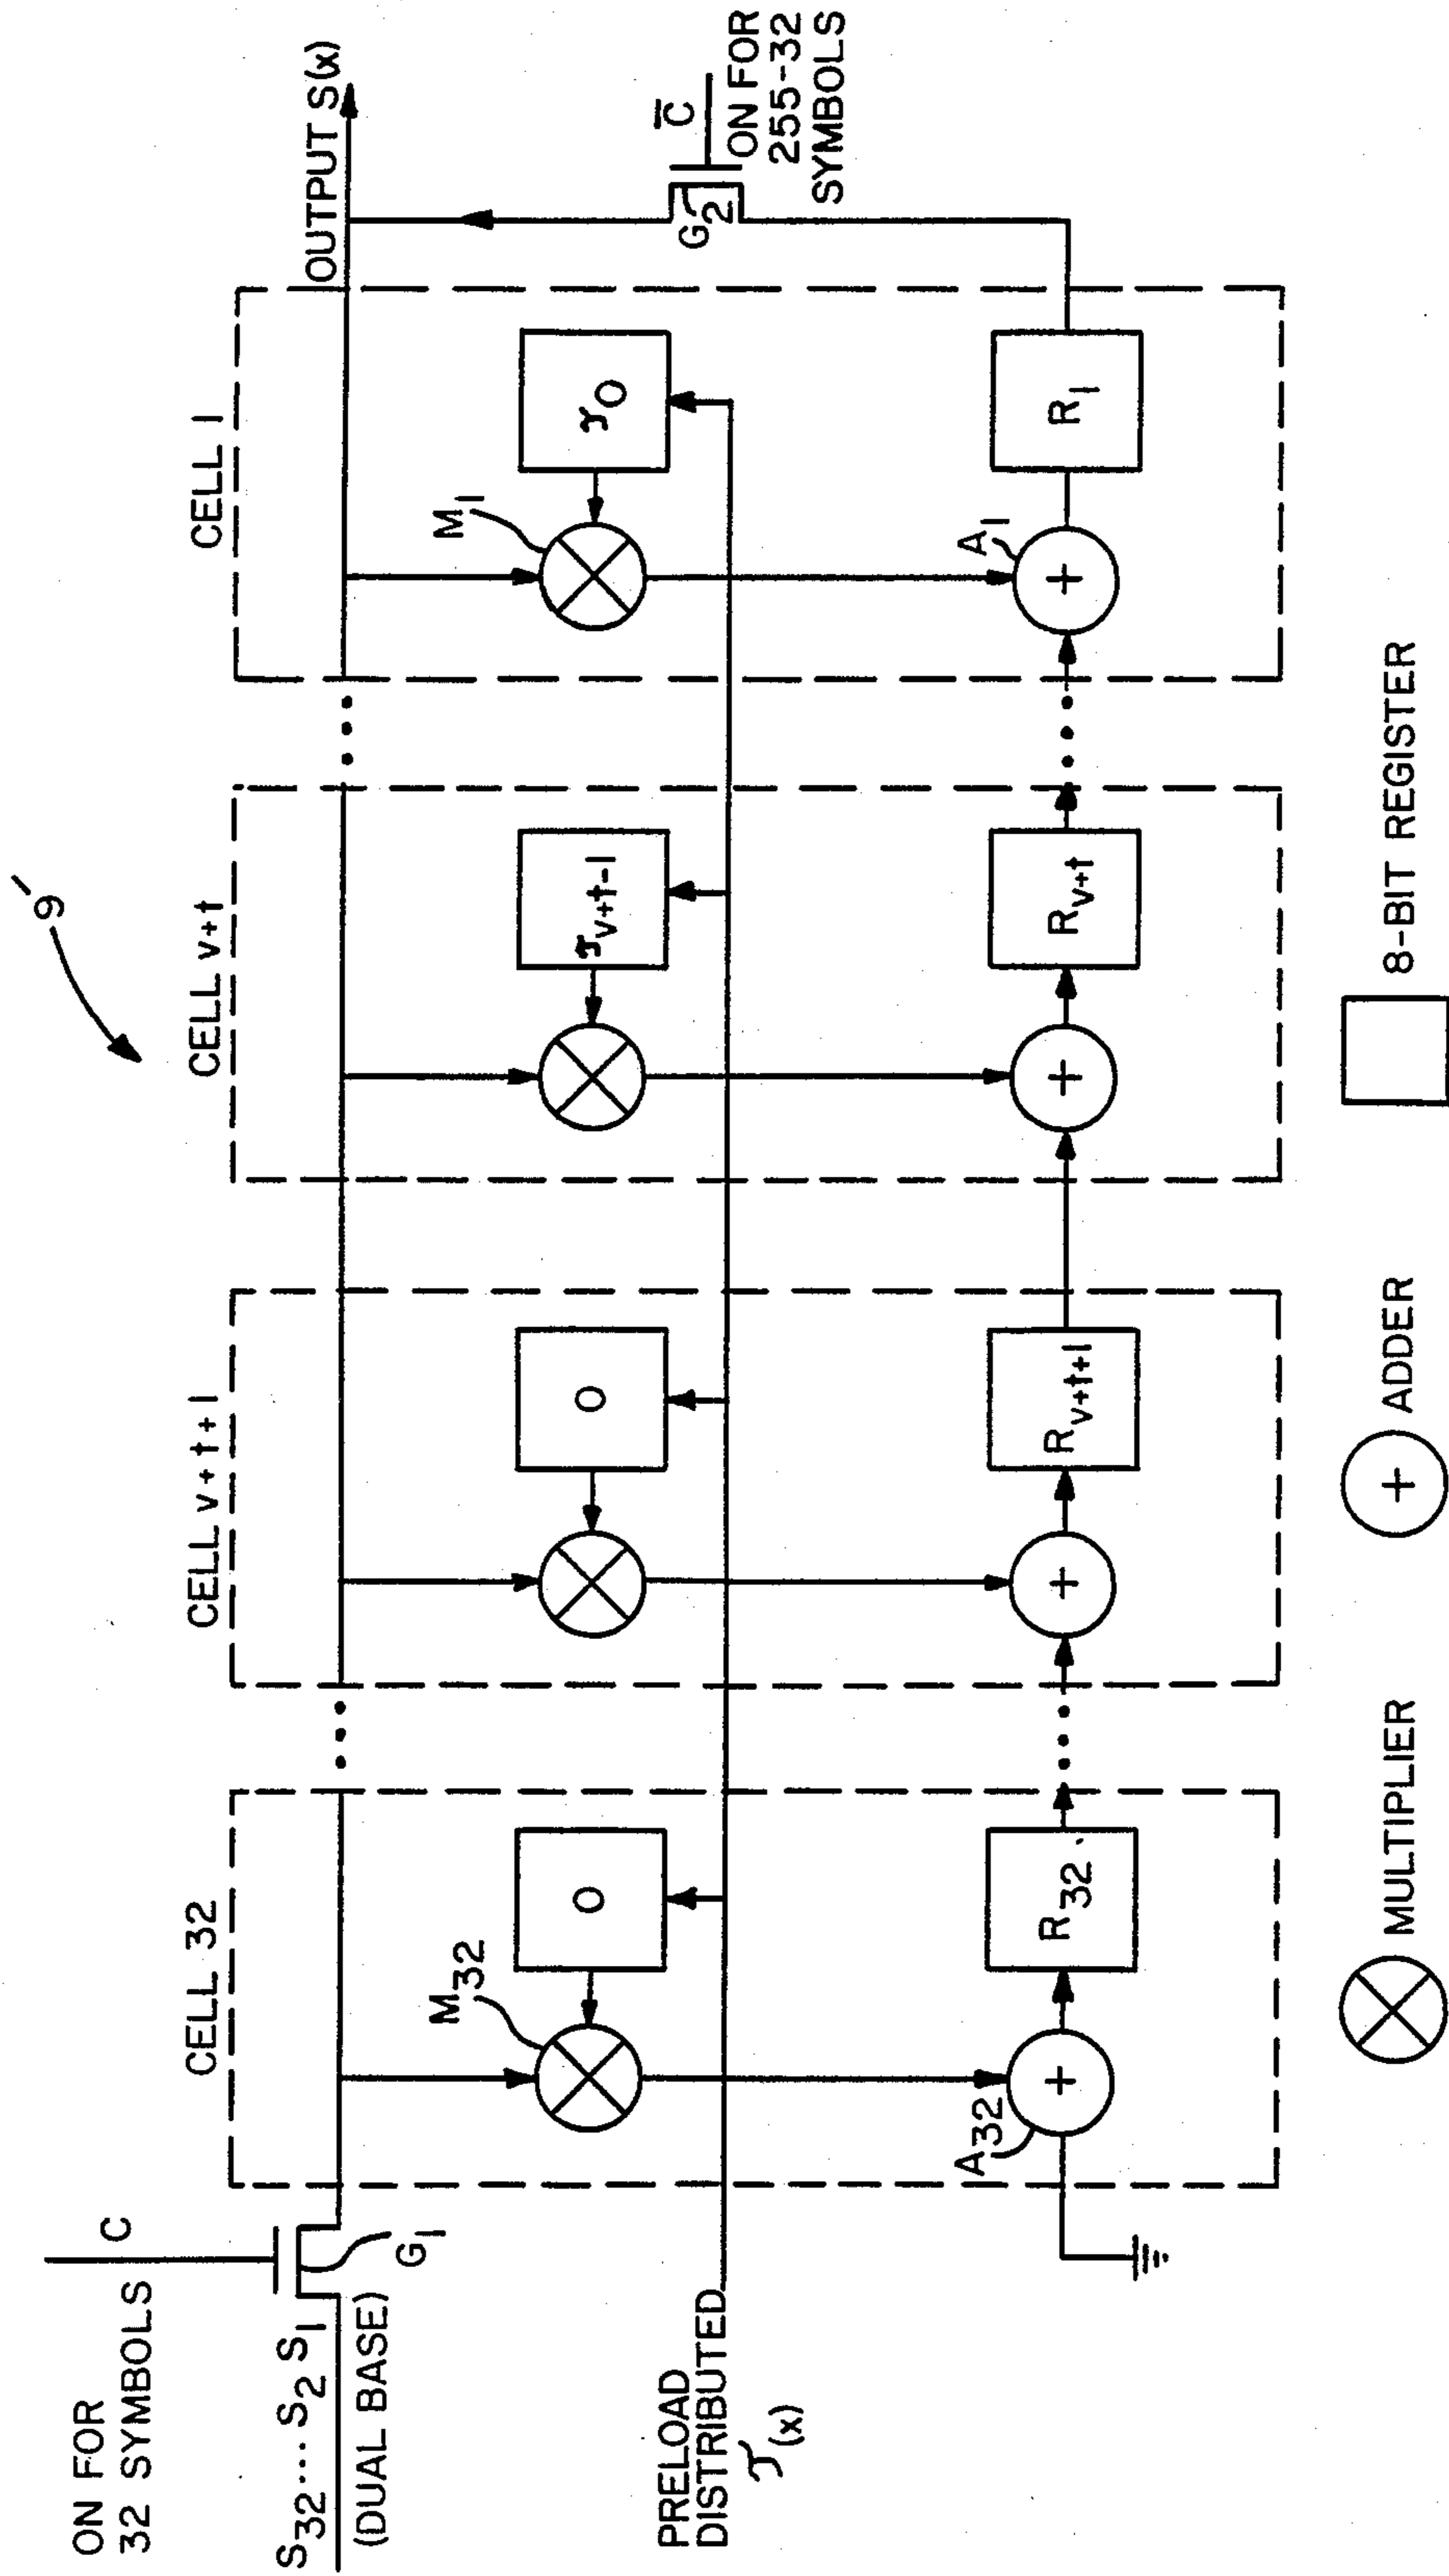 9'
ON FOR
32 SYMBOLS
C
G1
S32 .... S2 S1
(DUAL BASE)
OUTPUT S(x)
C̅
ON FOR
255-32
SYMBOLS
G2
PRELOAD
DISTRIBUTED
τ(x)
CELL 32
M32
0
A32
+
R32
CELL v+t+1
0
+
Rv+t+1
CELL v+t
τv+t-1
+
Rv+t
CELL 1
M1
τ0
A1
+
R1
MULTIPLIER
+ ADDER
8-BIT REGISTER